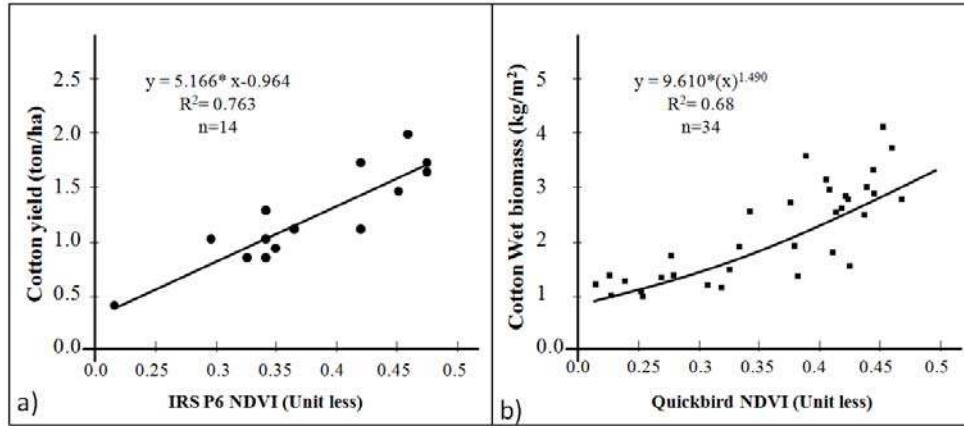 2.5
2.0
1.5
1.0
0.5
0.0
Cotton yield (ton/ha)
y = 5.166* x-0.964
R²= 0.763
n=14
0.0 0.25 0.3 0.35 0.4 0.45 0.5
IRS P6 NDVI (Unit less)
a)
5
4
3
2
1
0
Cotton Wet biomass (kg/m²)
y = 9.610*(x)^1.490
R²= 0.68
n=34
0.0 0.25 0.3 0.35 0.4 0.45 0.5
Quickbird NDVI (Unit less)
b)